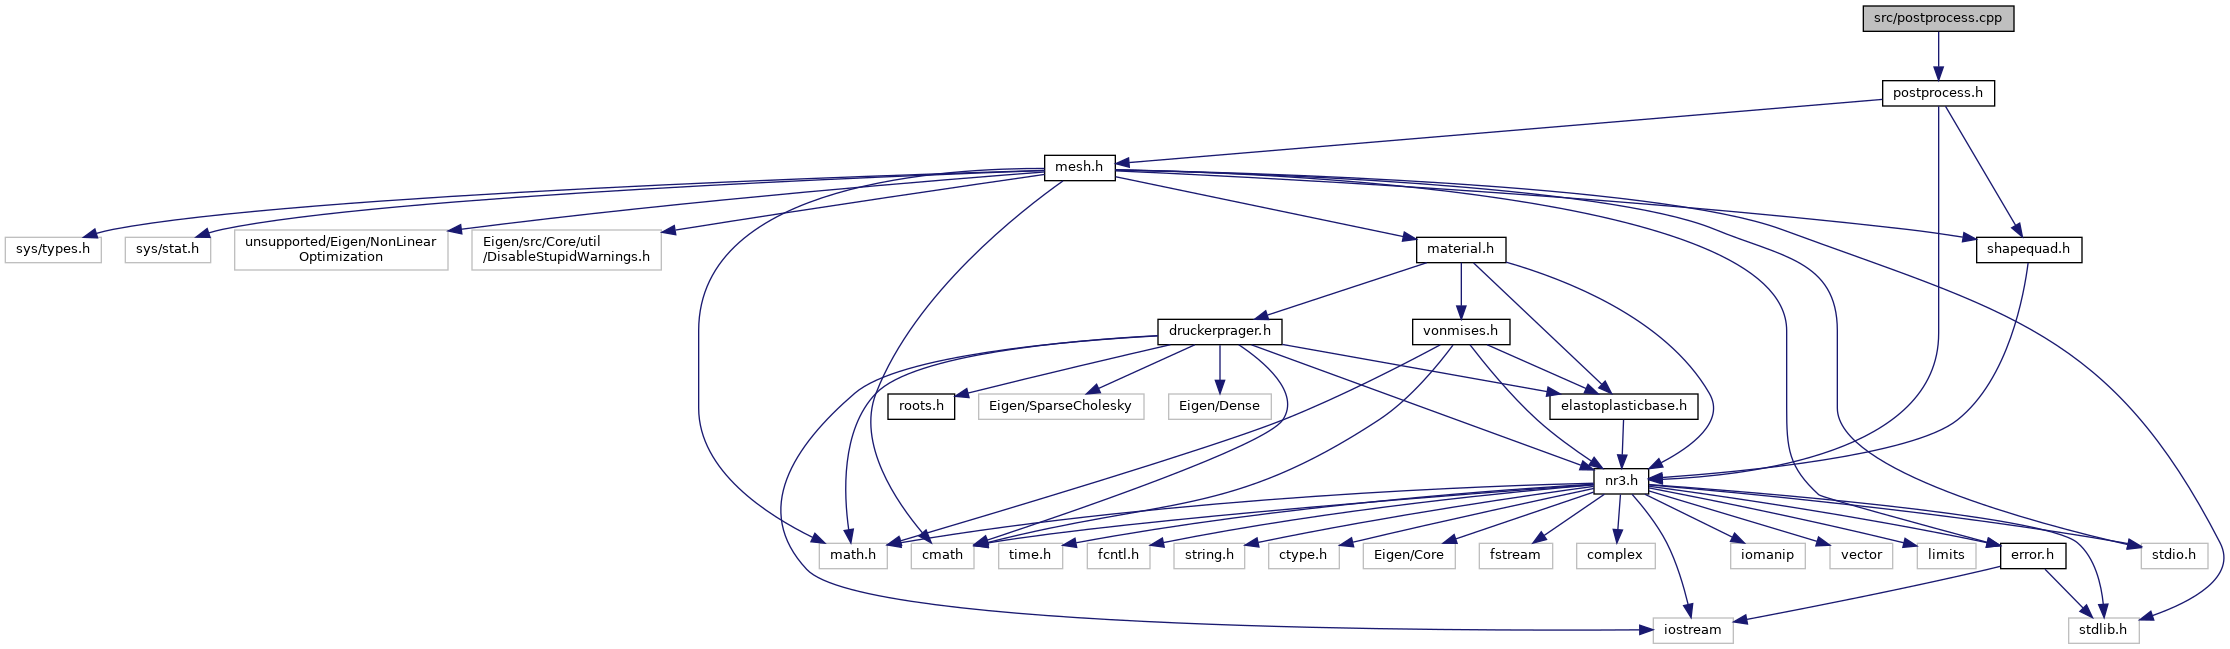 src/postprocess.cpp
postprocess.h
mesh.h
sys/types.h
sys/stat.h
unsupported/Eigen/NonLinear
Optimization
Eigen/src/Core/util
/DisableStupidWarnings.h
material.h
shapequad.h
druckerprager.h
vonmises.h
roots.h
Eigen/SparseCholesky
Eigen/Dense
elastoplasticbase.h
nr3.h
math.h
cmath
time.h
fcntl.h
string.h
ctype.h
Eigen/Core
fstream
complex
iomanip
vector
limits
error.h
stdio.h
iostream
stdlib.h